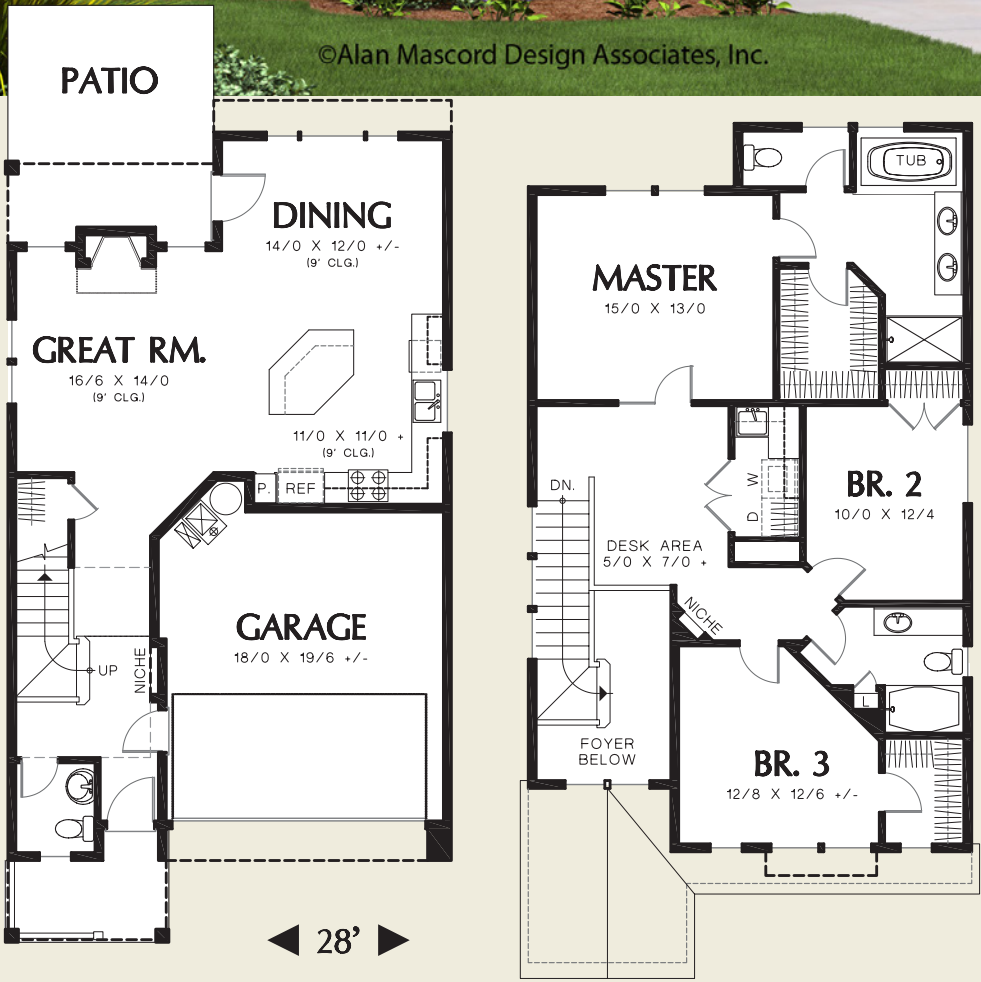 ©Alan Mascord Design Associates, Inc.
PATIO
DINING
14/0 X 12/0 +/-
(9' CLG.)
GREAT RM.
16/6 X 14/0
(9' CLG.)
11/0 X 11/0 +
(9' CLG.)
P.
REF
UP
NICHE
GARAGE
18/0 X 19/6 +/-
28'
TUB
MASTER
15/0 X 13/0
DN.
W
D
BR. 2
10/0 X 12/4
DESK AREA
5/0 X 7/0 +
NICHE
L
FOYER
BELOW
BR. 3
12/8 X 12/6 +/-